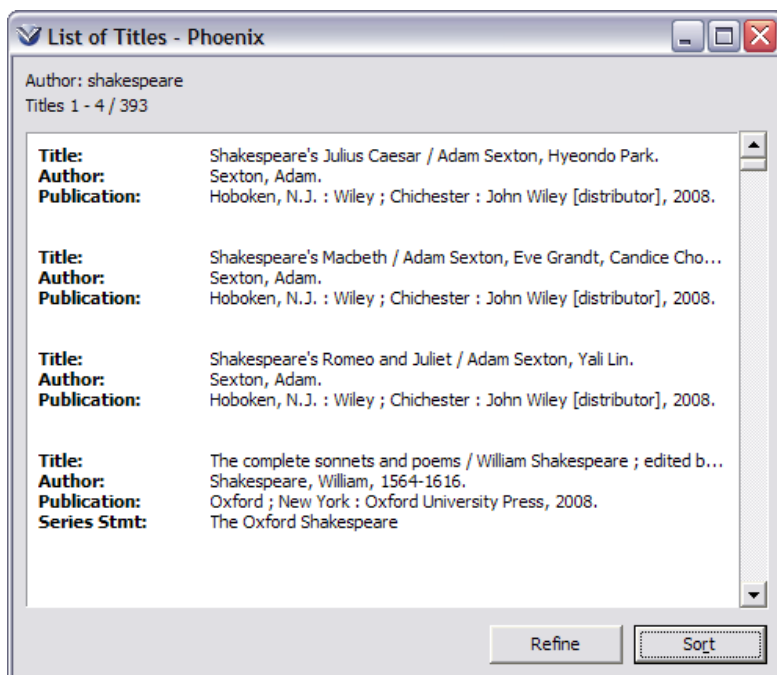 List of Titles - Phoenix
Author: shakespeare
Titles 1 - 4 / 393
Title: Shakespeare's Julius Caesar / Adam Sexton, Hyeondo Park.
Author: Sexton, Adam.
Publication: Hoboken, N.J. : Wiley ; Chichester : John Wiley [distributor], 2008.
Title: Shakespeare's Macbeth / Adam Sexton, Eve Grandt, Candice Cho...
Author: Sexton, Adam.
Publication: Hoboken, N.J. : Wiley ; Chichester : John Wiley [distributor], 2008.
Title: Shakespeare's Romeo and Juliet / Adam Sexton, Yali Lin.
Author: Sexton, Adam.
Publication: Hoboken, N.J. : Wiley ; Chichester : John Wiley [distributor], 2008.
Title: The complete sonnets and poems / William Shakespeare ; edited b...
Author: Shakespeare, William, 1564-1616.
Publication: Oxford ; New York : Oxford University Press, 2008.
Series Stmt: The Oxford Shakespeare
Refine Sort